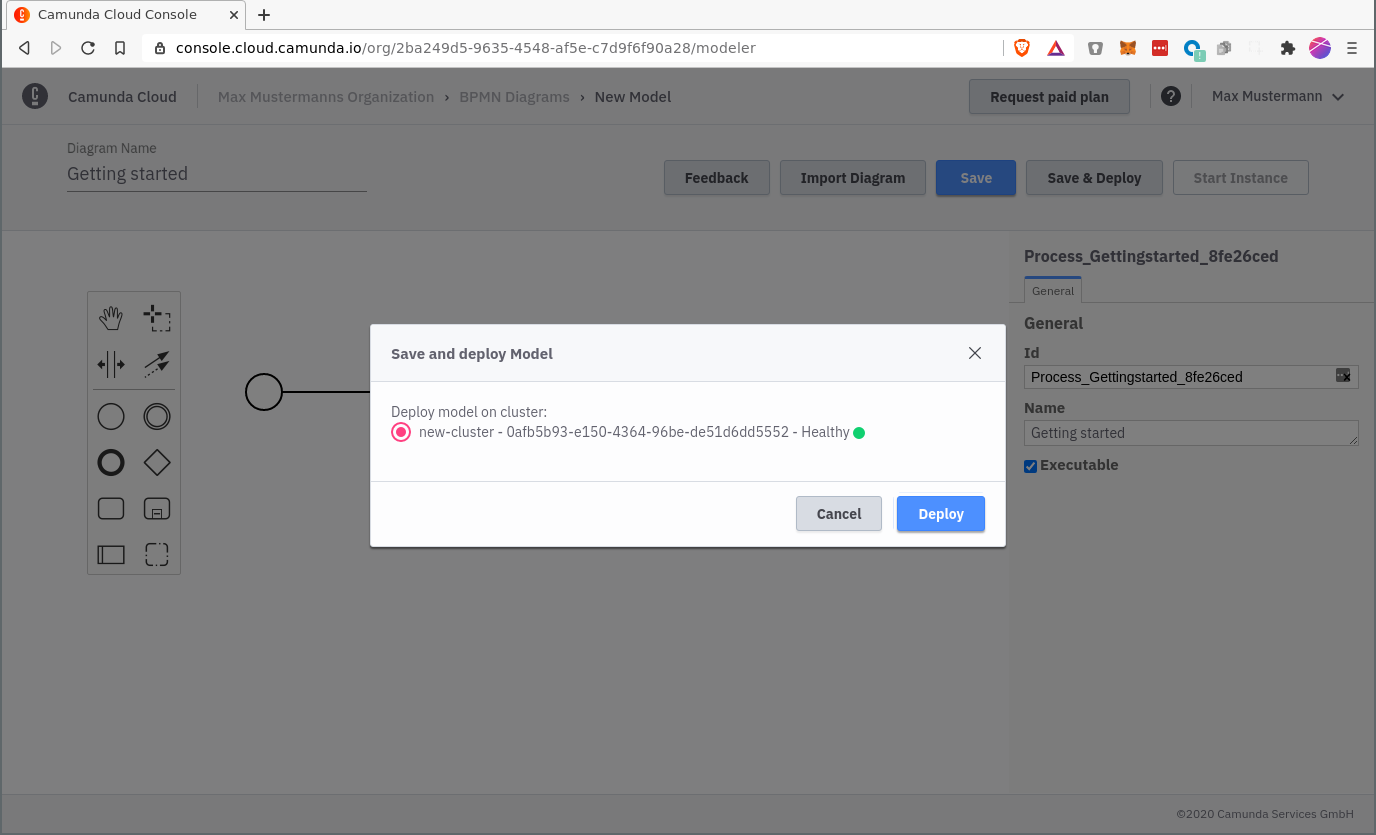 Camunda Cloud Console
console.cloud.camunda.io/org/2ba249d5-9635-4548-af5e-c7d9f6f90a28/modeler
Camunda Cloud Max Mustermanns Organization › BPMN Diagrams › New Model Request paid plan ? Max Mustermann
Diagram Name
Getting started
Feedback Import Diagram Save Save & Deploy Start Instance
Process_Gettingstarted_8fe26ced
General
General
Id
Process_Gettingstarted_8fe26ced
Name
Getting started
Executable
Save and deploy Model
Deploy model on cluster:
new-cluster - 0afb5b93-e150-4364-96be-de51d6dd5552 - Healthy
Cancel Deploy
©2020 Camunda Services GmbH